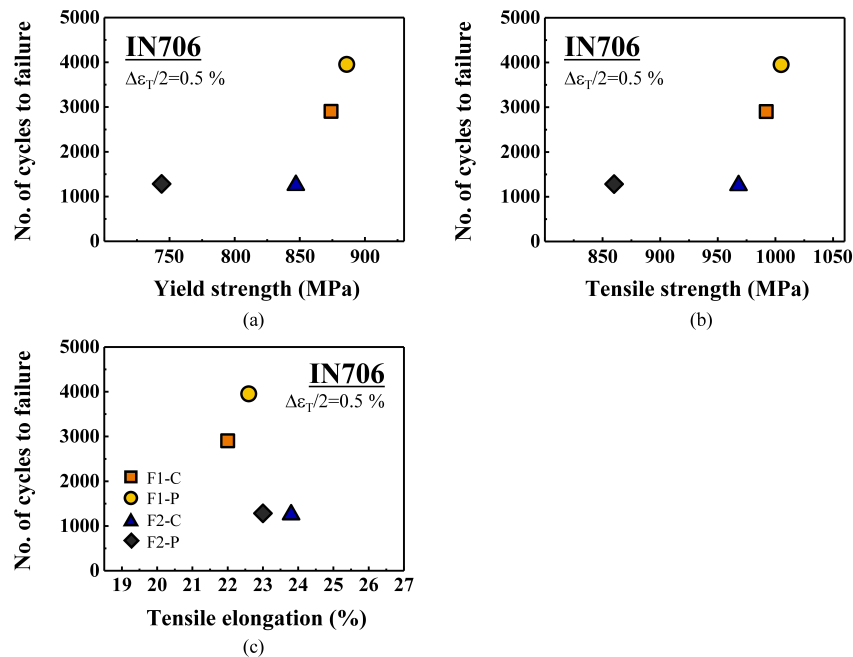 5000
4000
3000
2000
1000
0
No. of cycles to failure
IN706
Δε_T/2=0.5 %
750 800 850 900
Yield strength (MPa)
(a)
5000
4000
3000
2000
1000
0
No. of cycles to failure
IN706
Δε_T/2=0.5 %
850 900 950 1000 1050
Tensile strength (MPa)
(b)
5000
4000
3000
2000
1000
0
No. of cycles to failure
IN706
Δε_T/2=0.5 %
F1-C
F1-P
F2-C
F2-P
19 20 21 22 23 24 25 26 27
Tensile elongation (%)
(c)